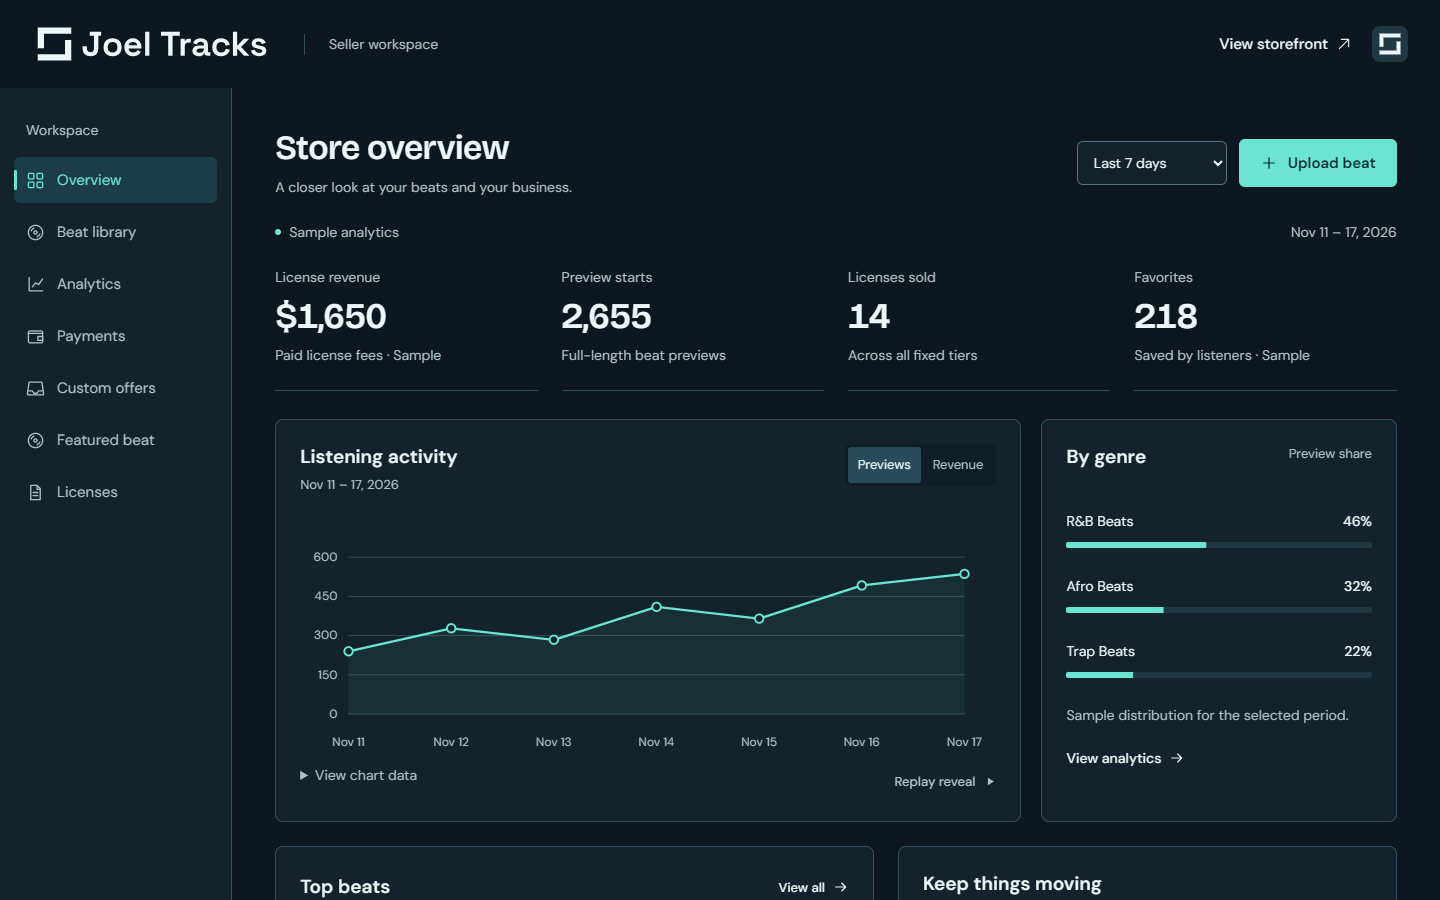 Joel Tracks
Seller workspace
View storefront
Workspace
Overview
Beat library
Analytics
Payments
Custom offers
Featured beat
Licenses
Store overview
A closer look at your beats and your business.
Last 7 days
Upload beat
Sample analytics
Nov 11 – 17, 2026
License revenue
$1,650
Paid license fees · Sample
Preview starts
2,655
Full-length beat previews
Licenses sold
14
Across all fixed tiers
Favorites
218
Saved by listeners · Sample
Listening activity
Nov 11 – 17, 2026
Previews
Revenue
600
450
300
150
0
Nov 11
Nov 12
Nov 13
Nov 14
Nov 15
Nov 16
Nov 17
View chart data
Replay reveal
By genre
Preview share
R&B Beats
46%
Afro Beats
32%
Trap Beats
22%
Sample distribution for the selected period.
View analytics
Top beats
View all
Keep things moving